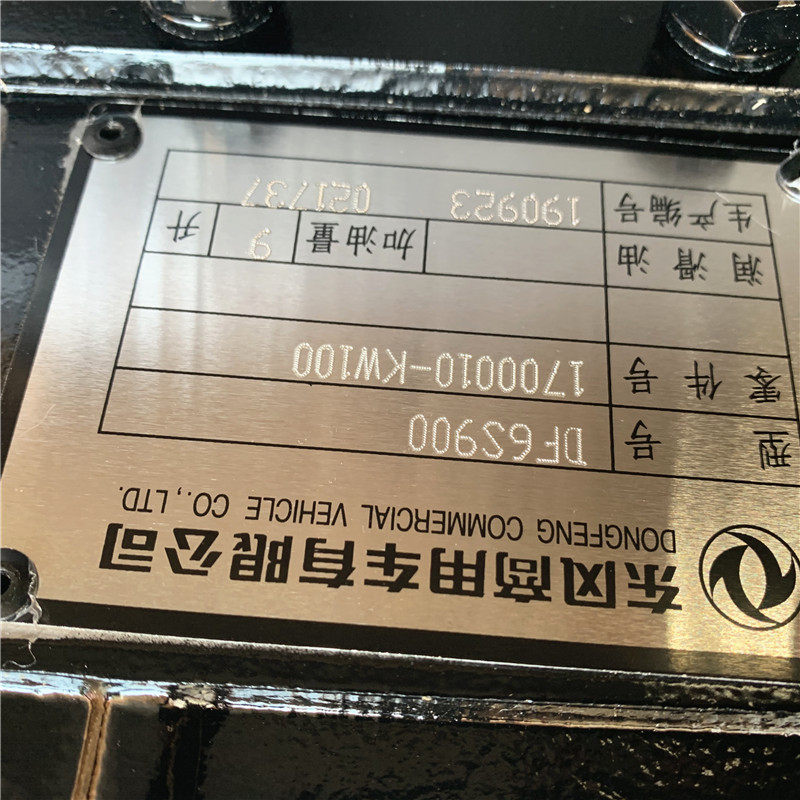 东风商用车有限公司
DONGFENG COMMERCIAL VEHICLE CO.,LTD.
型号 DF6S900
零件号 1700010-KW100
润滑油 加油量 9 升
生产编号 190923 021737